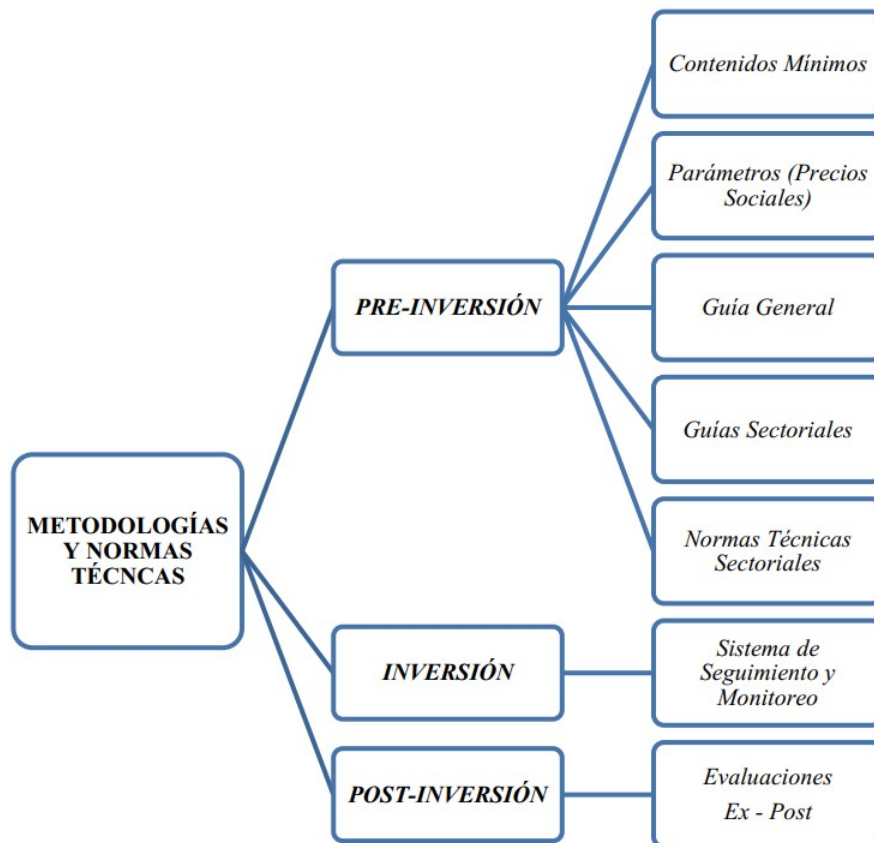 Contenidos Mínimos
Parámetros (Precios
Sociales)
PRE-INVERSIÓN
Guía General
Guías Sectoriales
METODOLOGÍAS
Y NORMAS
TÉCNCAS
Normas Técnicas
Sectoriales
INVERSIÓN
Sistema de
Seguimiento y
Monitoreo
POST-INVERSIÓN
Evaluaciones
Ex - Post